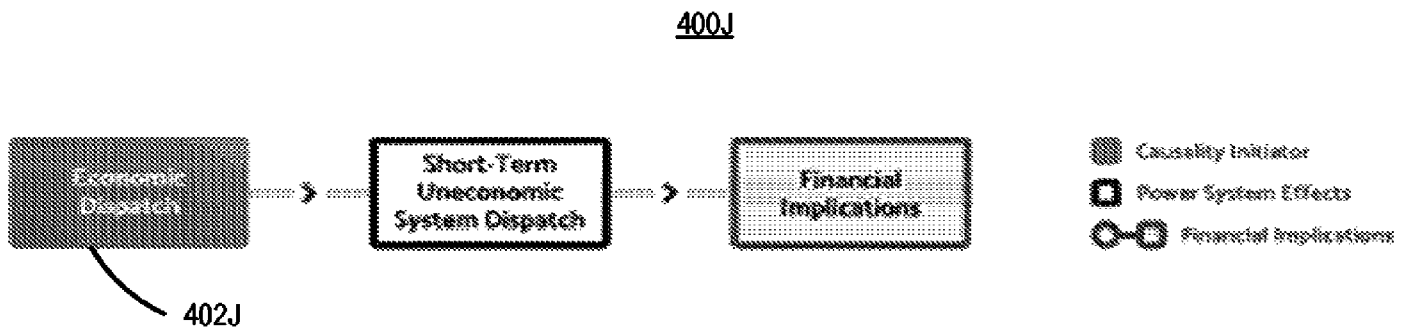 400J
Economic
Dispatch
Short-Term
Uneconomic
System Dispatch
Financial
Implications
Causality Initiator
Power System Effects
Financial Implications
402J